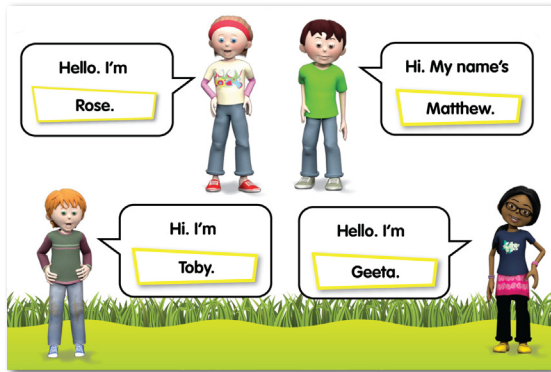 Hello. I'm
Rose.
Hi. My name's
Matthew.
Hi. I'm
Toby.
Hello. I'm
Geeta.